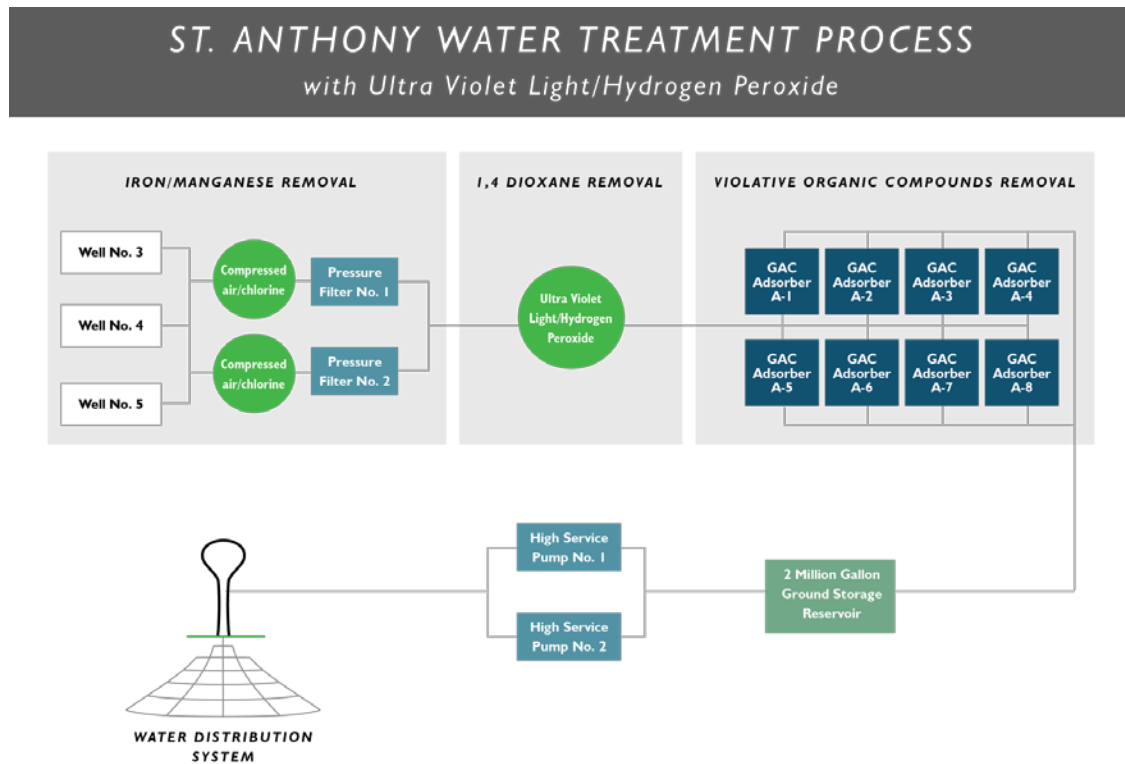 ST. ANTHONY WATER TREATMENT PROCESS
with Ultra Violet Light/Hydrogen Peroxide
IRON/MANGANESE REMOVAL
Well No. 3
Well No. 4
Well No. 5
Compressed
air/chlorine
Compressed
air/chlorine
Pressure
Filter No. 1
Pressure
Filter No. 2
1,4 DIOXANE REMOVAL
Ultra Violet
Light/Hydrogen
Peroxide
VIOLATIVE ORGANIC COMPOUNDS REMOVAL
GAC
Adsorber
A-1
GAC
Adsorber
A-2
GAC
Adsorber
A-3
GAC
Adsorber
A-4
GAC
Adsorber
A-5
GAC
Adsorber
A-6
GAC
Adsorber
A-7
GAC
Adsorber
A-8
2 Million Gallon
Ground Storage
Reservoir
High Service
Pump No. 1
High Service
Pump No. 2
WATER DISTRIBUTION
SYSTEM